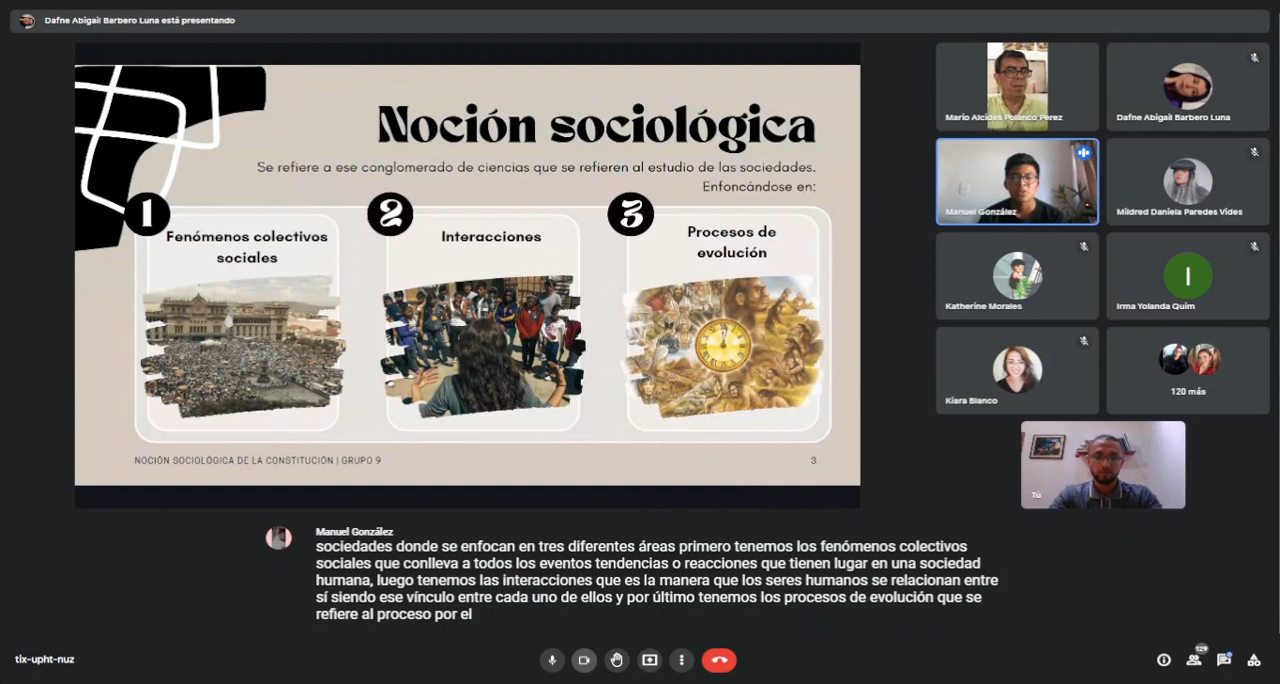 Dafne Abigail Barbero Luna está presentando
Noción sociológica
Se refiere a ese conglomerado de ciencias que se refieren al estudio de las sociedades.
Enfoncándose en:
1
Fenómenos colectivos
sociales
2
Interacciones
3
Procesos de
evolución
NOCIÓN SOCIOLÓGICA DE LA CONSTITUCIÓN | GRUPO 9
3
Mario Alcides Polanco Perez
Dafne Abigail Barbero Luna
Manuel González
Mildred Daniela Paredes Vides
Katherine Morales
I
Irma Yolanda Quim
Kiara Blanco
120 más
Tú
Manuel González
sociedades donde se enfocan en tres diferentes áreas primero tenemos los fenómenos colectivos
sociales que conlleva a todos los eventos tendencias o reacciones que tienen lugar en una sociedad
humana, luego tenemos las interacciones que es la manera que los seres humanos se relacionan entre
sí siendo ese vínculo entre cada uno de ellos y por último tenemos los procesos de evolución que se
refiere al proceso por el
tix-upht-nuz
129